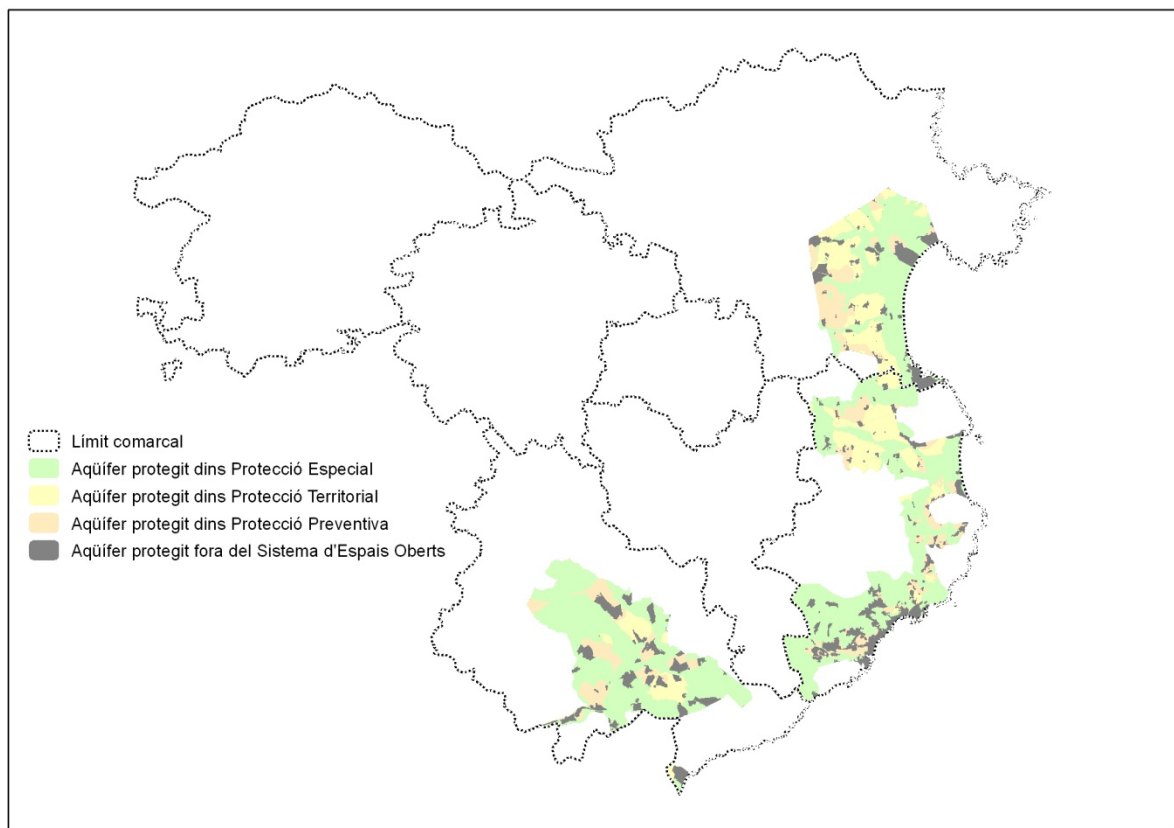 Límit comarcal
Aqüífer protegit dins Protecció Especial
Aqüífer protegit dins Protecció Territorial
Aqüífer protegit dins Protecció Preventiva
Aqüífer protegit fora del Sistema d'Espais Oberts